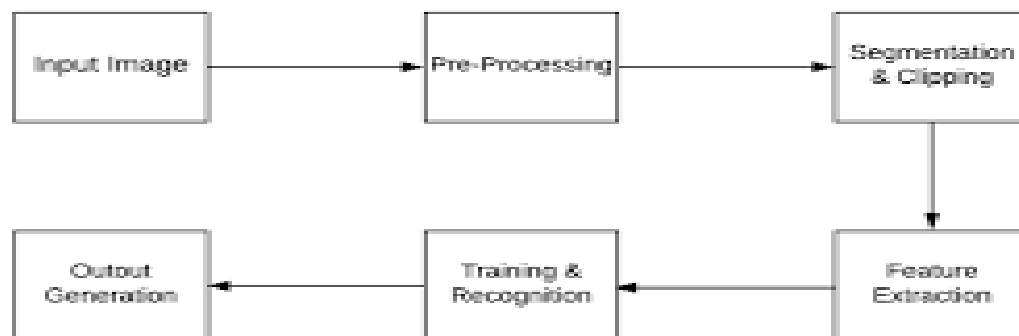 Input Image
Pre-Processing
Segmentation
& Clipping
Outout
Generation
Training &
Recognition
Feature
Extraction